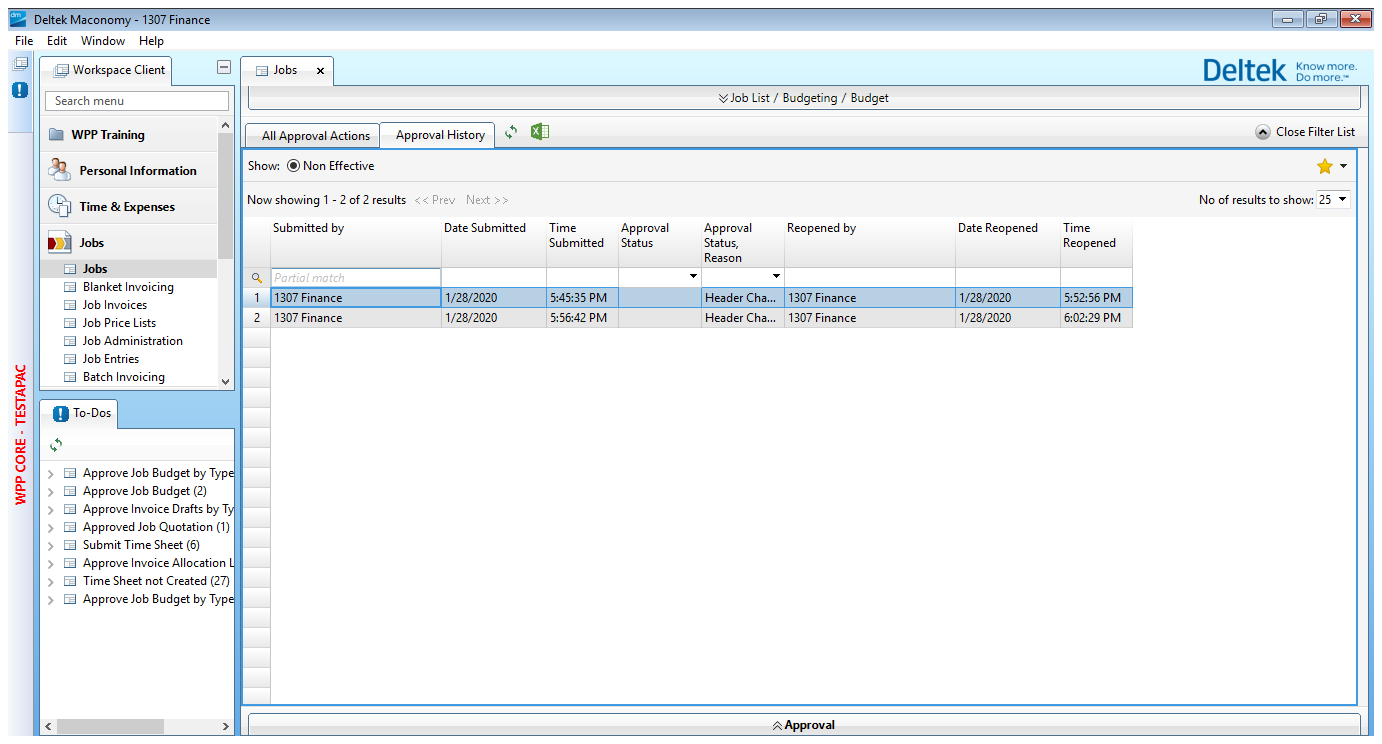 Deltek Maconomy - 1307 Finance
File Edit Window Help
Workspace Client
Search menu
WPP Training
Personal Information
Time & Expenses
Jobs
Jobs
Blanket Invoicing
Job Invoices
Job Price Lists
Job Administration
Job Entries
Batch Invoicing
WPP CORE - TESTAPAC
To-Dos
Approve Job Budget by Type
Approve Job Budget (2)
Approve Invoice Drafts by Ty
Approved Job Quotation (1)
Submit Time Sheet (6)
Approve Invoice Allocation L
Time Sheet not Created (27)
Approve Job Budget by Type
Jobs
Deltek Know more.
Do more.™
Job List / Budgeting / Budget
All Approval Actions Approval History Close Filter List
Show: Non Effective
Now showing 1 - 2 of 2 results << Prev Next >> No of results to show: 25
Submitted by Date Submitted Time Approval Approval Reopened by Date Reopened Time
Submitted Status Status, Reopened
Reason
Partial match
1 1307 Finance 1/28/2020 5:45:35 PM Header Cha... 1307 Finance 1/28/2020 5:52:56 PM
2 1307 Finance 1/28/2020 5:56:42 PM Header Cha... 1307 Finance 1/28/2020 6:02:29 PM
Approval